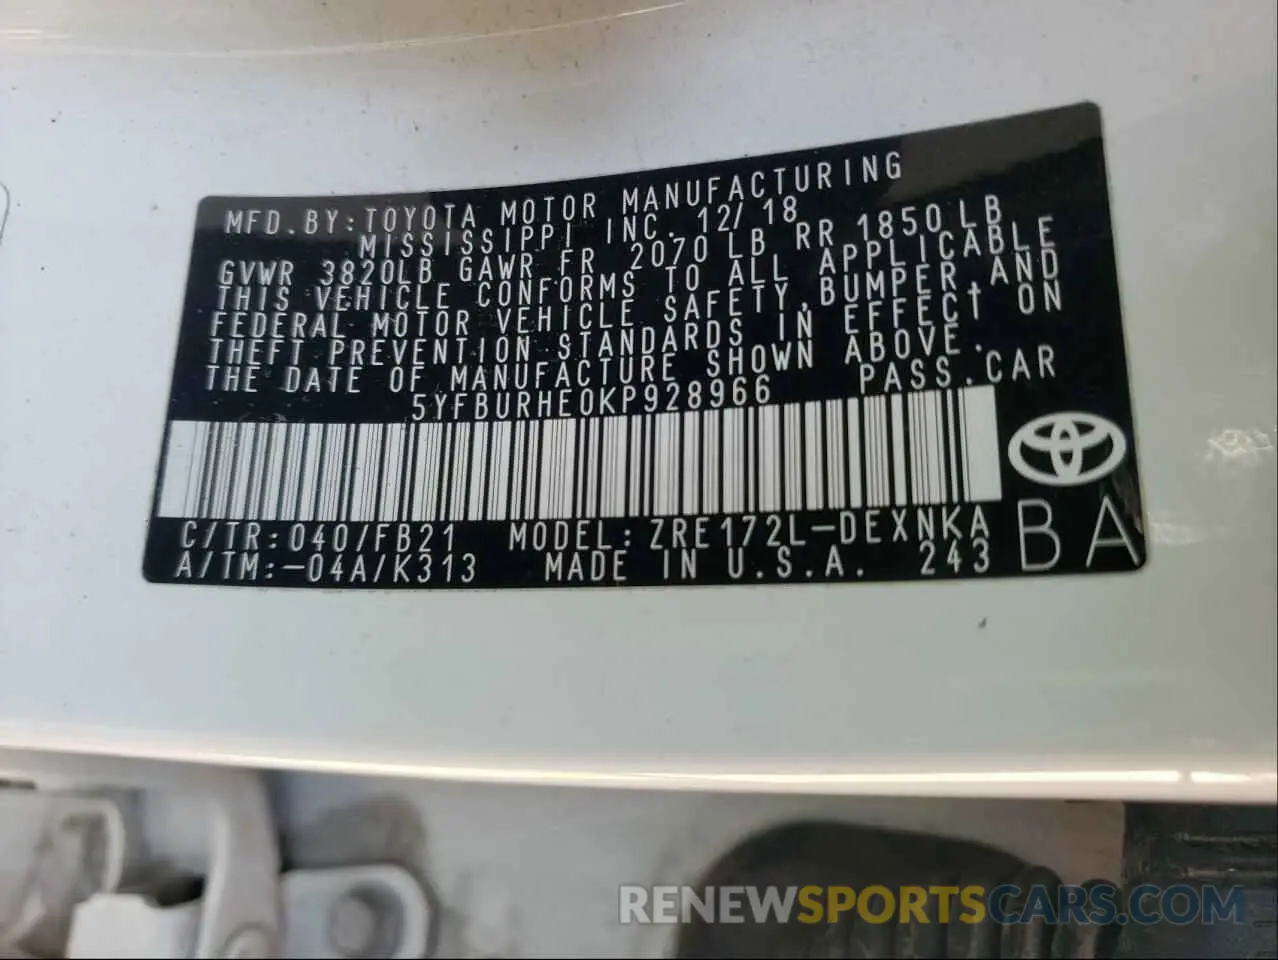 MFD. BY: TOYOTA MOTOR MANUFACTURING
MISSISSIPPI INC. 12/18
GVWR 3820LB GAWR FR 2070 LB RR 1850 LB
THIS VEHICLE CONFORMS TO ALL APPLICABLE
FEDERAL MOTOR VEHICLE SAFETY, BUMPER, AND
THEFT PREVENTION STANDARDS IN EFFECT ON
THE DATE OF MANUFACTURE SHOWN ABOVE.
5YFBURHE0KP928966 PASS. CAR
C/TR: 040/FB21 MODEL: ZRE172L-DEXNKA
A/TM:-04A/K313 MADE IN U.S.A. 243
BA
RENEWSPORTSCARS.COM